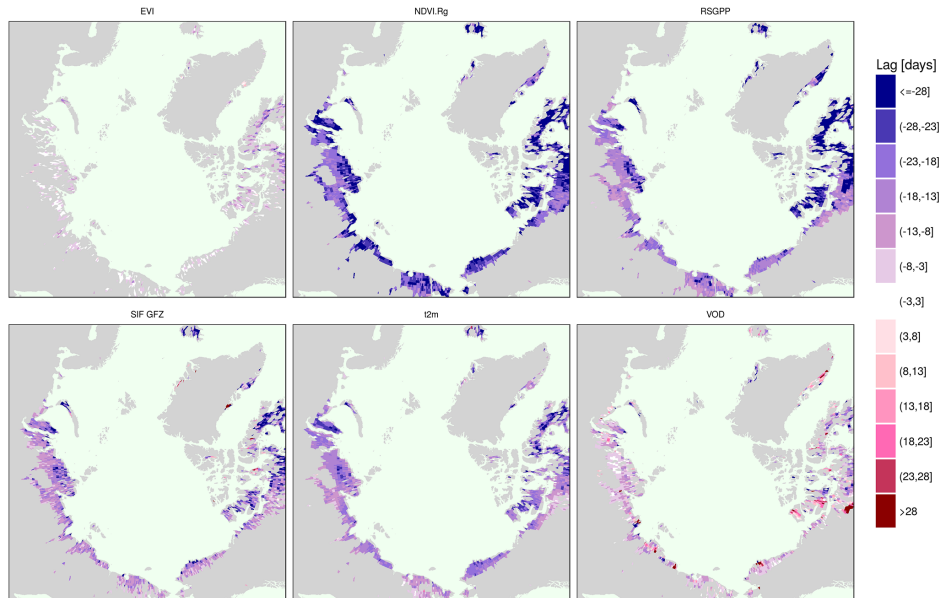 EVI
NDVI.Rg
RSGPP
SIF GFZ
t2m
VOD
Lag [days]
<=-28]
(-28,-23]
(-23,-18]
(-18,-13]
(-13,-8]
(-8,-3]
(-3,3]
(3,8]
(8,13]
(13,18]
(18,23]
(23,28]
>28